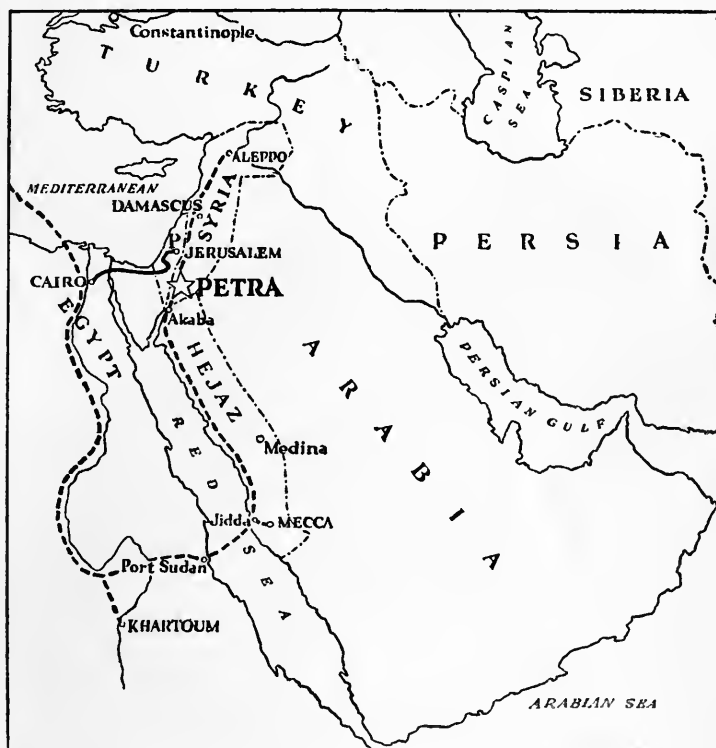 Constantinople
TURKEY
CASPIAN
SEA
SIBERIA
ALEPPO
MEDITERRANEAN
DAMASCUS
SYRIA
PERSIA
P
JERUSALEM
CAIRO
PETRA
EGYPT
Akaba
HEJAZ
ARABIA
PERSIAN GULF
RED
SEA
Medina
Jidda
MECCA
Port Sudan
KHARTOUM
ARABIAN SEA